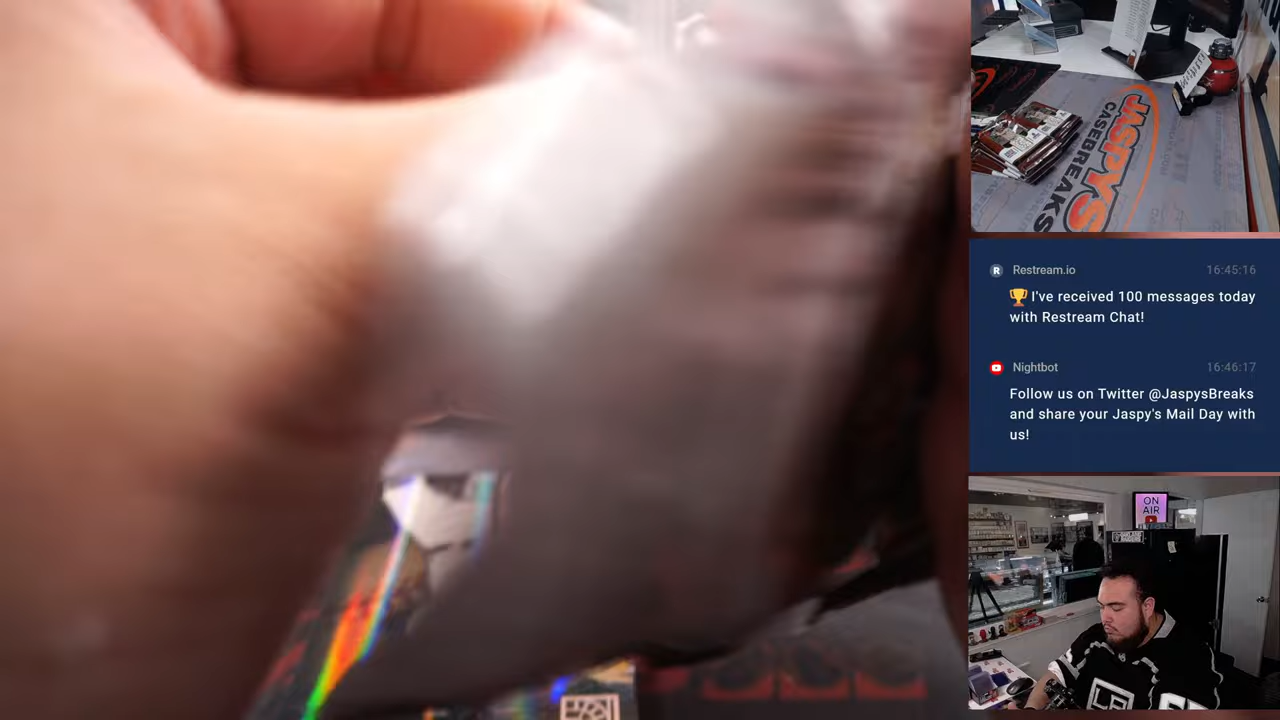 JASPYS
CASEBREAKS
Restream.io 16:45:16
🏆 I've received 100 messages today
with Restream Chat!
Nightbot 16:46:17
Follow us on Twitter @JaspysBreaks
and share your Jaspy's Mail Day with
us!
ON
AIR
LA